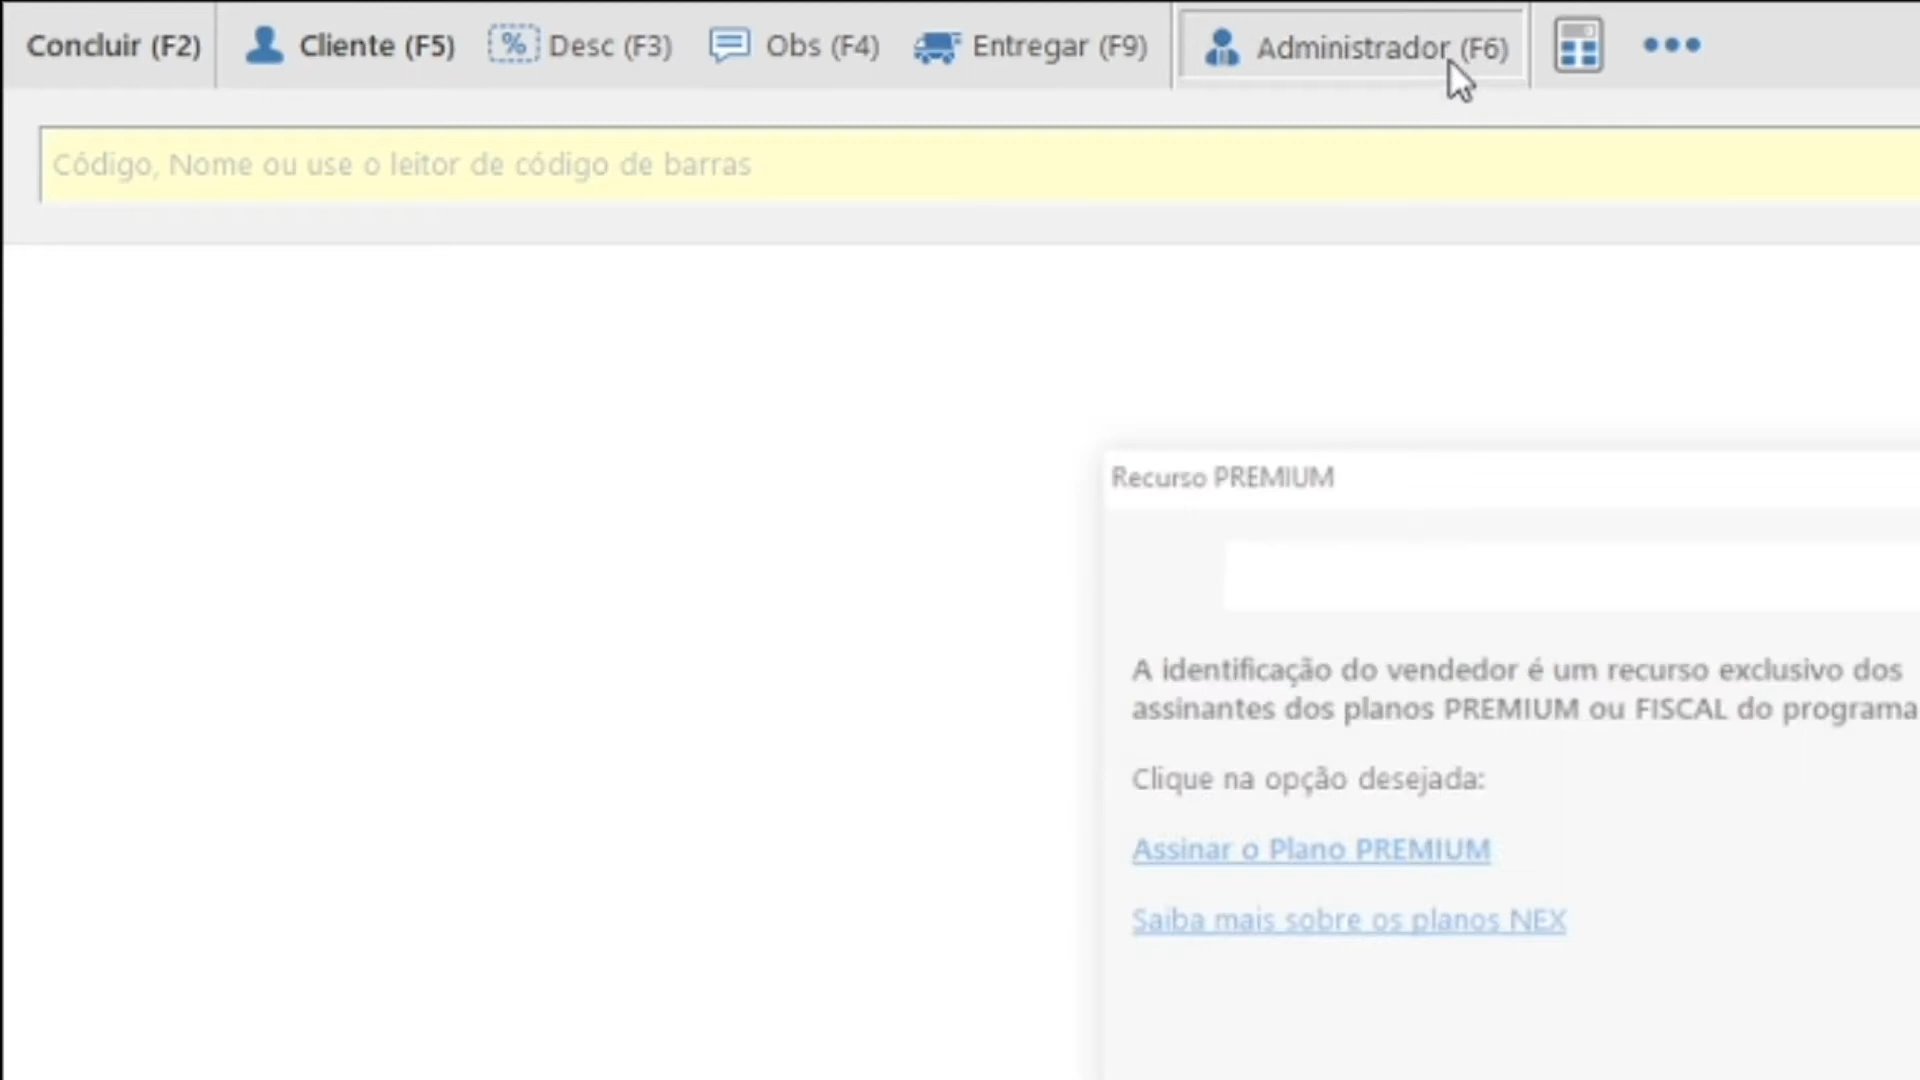 Concluir (F2) Cliente (F5) % Desc (F3) Obs (F4) Entregar (F9) Administrador (F6)
Código, Nome ou use o leitor de código de barras
Recurso PREMIUM
A identificação do vendedor é um recurso exclusivo dos
assinantes dos planos PREMIUM ou FISCAL do programa
Clique na opção desejada:
Assinar o Plano PREMIUM
Saiba mais sobre os planos NEX